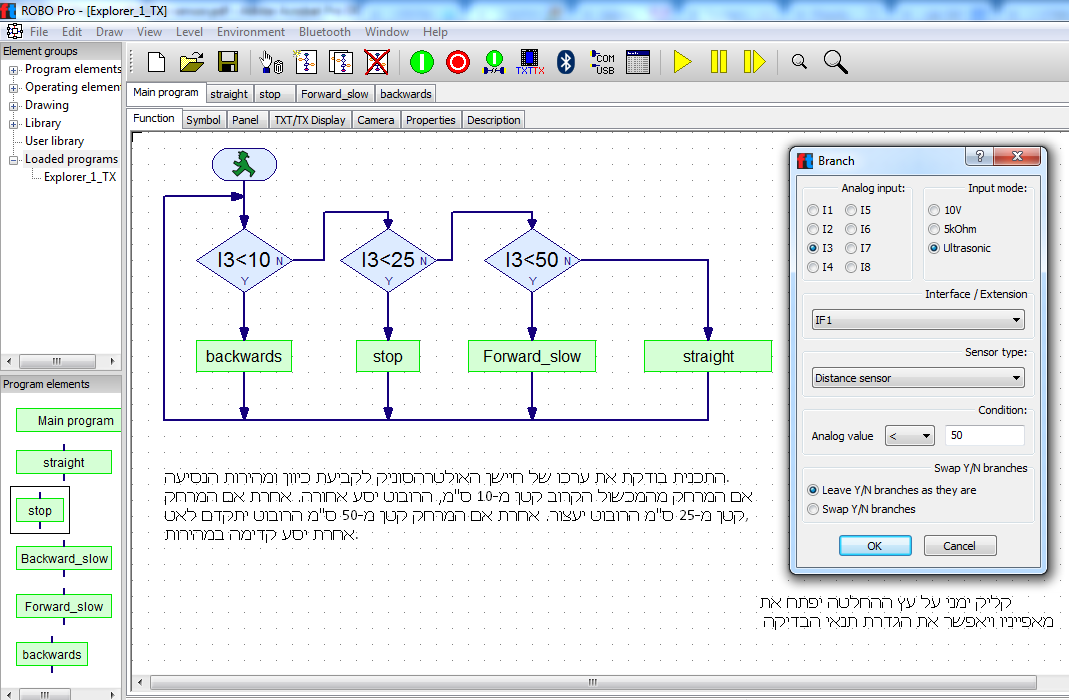 ROBO Pro - [Explorer_1_TX]
File Edit Draw View Level Environment Bluetooth Window Help
Element groups
Program elements
Operating elemen
Drawing
Library
User library
Loaded programs
Explorer_1_TX
TXTTX
COM
USB
Main program straight stop Forward_slow backwards
Function Symbol Panel TXT/TX Display Camera Properties Description
I3<10 N
Y
I3<25 N
Y
I3<50 N
Y
backwards
stop
Forward_slow
straight
התכנית בודקת את ערכו של חיישן האולטרהסוניק לקביעת כיוון ומהירות הנסיעה.
אם המרחק מהמכשול הקרוב קטן מ-10 ס"מ, הרובוט יסע אחורה. אחרת אם המרחק
קטן מ-25 ס"מ הרובוט יעצור. אחרת אם המרחק קטן מ-50 ס"מ הרובוט יתקדם לאט,
אחרת יסע קדימה במהירות:
קליק ימני על עץ ההחלטה יפתח את
מאפייניו ויאפשר את הגדרת תנאי הבדיקה
Program elements
Main program
straight
stop
Backward_slow
Forward_slow
backwards
Branch
Analog input:
I1 I5
I2 I6
I3 I7
I4 I8
Input mode:
10V
5kOhm
Ultrasonic
Interface / Extension
IF1
Sensor type:
Distance sensor
Condition:
Analog value < 50
Swap Y/N branches
Leave Y/N branches as they are
Swap Y/N branches
OK Cancel